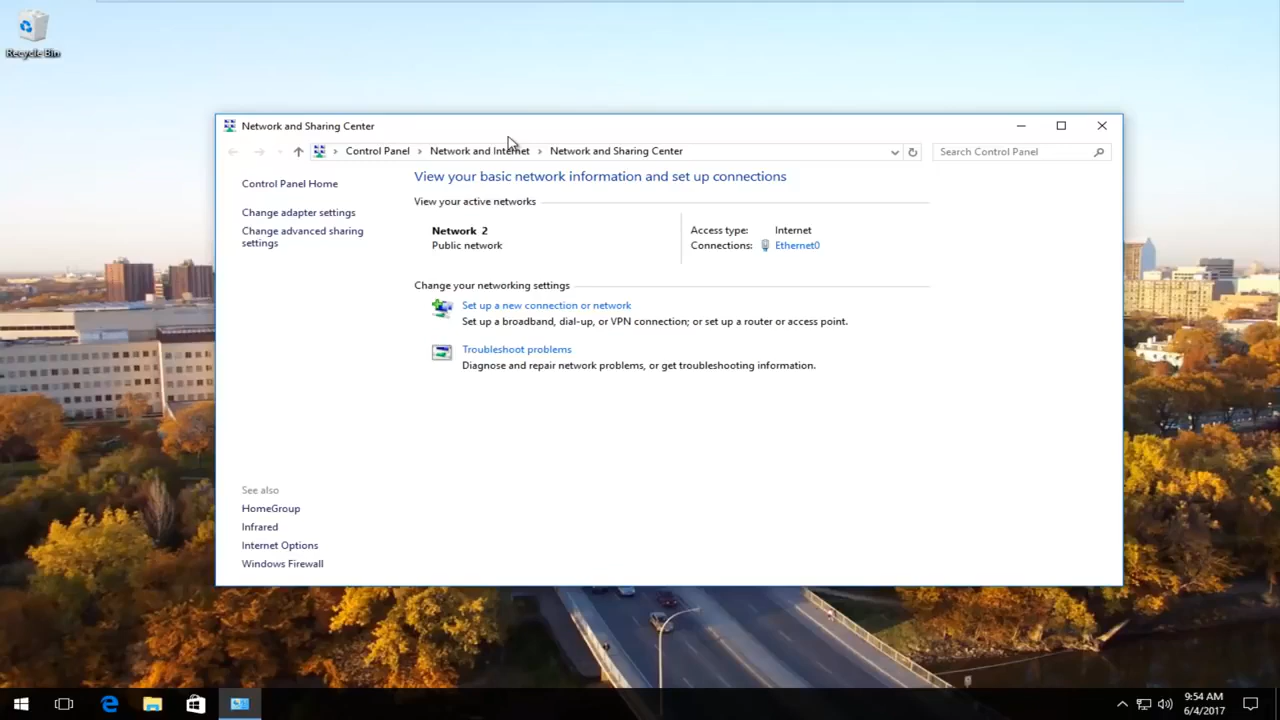 Recycle Bin
Network and Sharing Center
Control Panel > Network and Internet > Network and Sharing Center
Search Control Panel
Control Panel Home
Change adapter settings
Change advanced sharing
settings
View your basic network information and set up connections
View your active networks
Network 2
Public network
Access type: Internet
Connections: Ethernet0
Change your networking settings
Set up a new connection or network
Set up a broadband, dial-up, or VPN connection; or set up a router or access point.
Troubleshoot problems
Diagnose and repair network problems, or get troubleshooting information.
See also
HomeGroup
Infrared
Internet Options
Windows Firewall
9:54 AM
6/4/2017